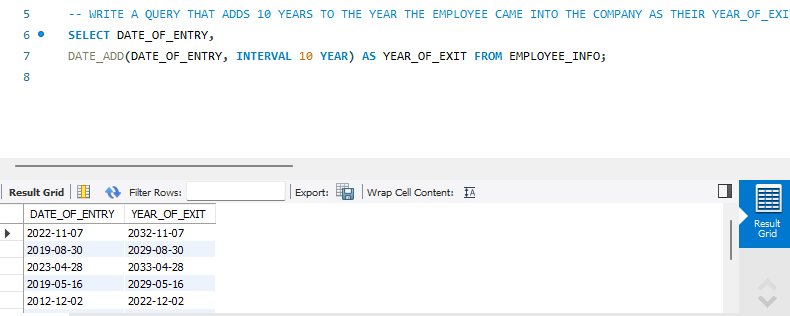 5 -- WRITE A QUERY THAT ADDS 10 YEARS TO THE YEAR THE EMPLOYEE CAME INTO THE COMPANY AS THEIR YEAR_OF_EXI
6 SELECT DATE_OF_ENTRY,
7 DATE_ADD(DATE_OF_ENTRY, INTERVAL 10 YEAR) AS YEAR_OF_EXIT FROM EMPLOYEE_INFO;
8
Result Grid Filter Rows: Export: Wrap Cell Content: IA
DATE_OF_ENTRY YEAR_OF_EXIT
2022-11-07 2032-11-07
2019-08-30 2029-08-30
2023-04-28 2033-04-28
2019-05-16 2029-05-16
2012-12-02 2022-12-02
Result
Grid